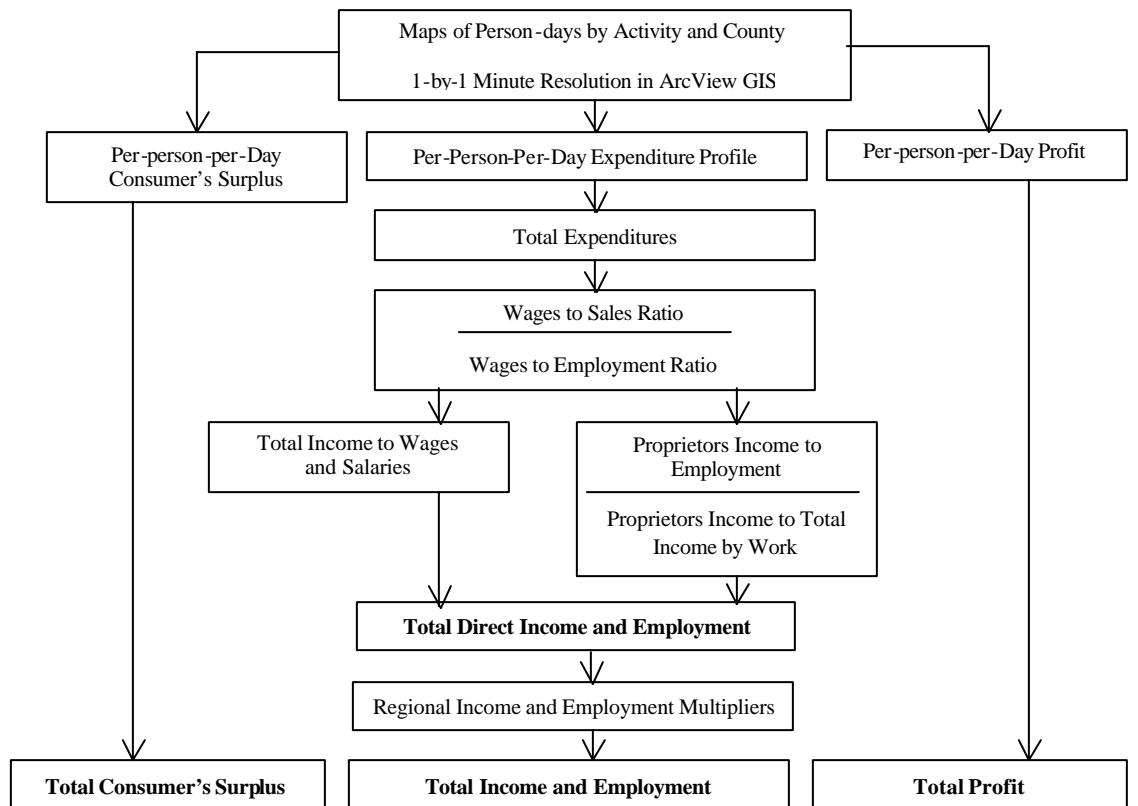 Maps of Person-days by Activity and County
1-by-1 Minute Resolution in ArcView GIS
Per-person-per-Day
Consumer's Surplus
Per-Person-Per-Day Expenditure Profile
Per-person-per-Day Profit
Total Expenditures
Wages to Sales Ratio
Wages to Employment Ratio
Total Income to Wages
and Salaries
Proprietors Income to
Employment
Proprietors Income to Total
Income by Work
Total Direct Income and Employment
Regional Income and Employment Multipliers
Total Consumer's Surplus
Total Income and Employment
Total Profit